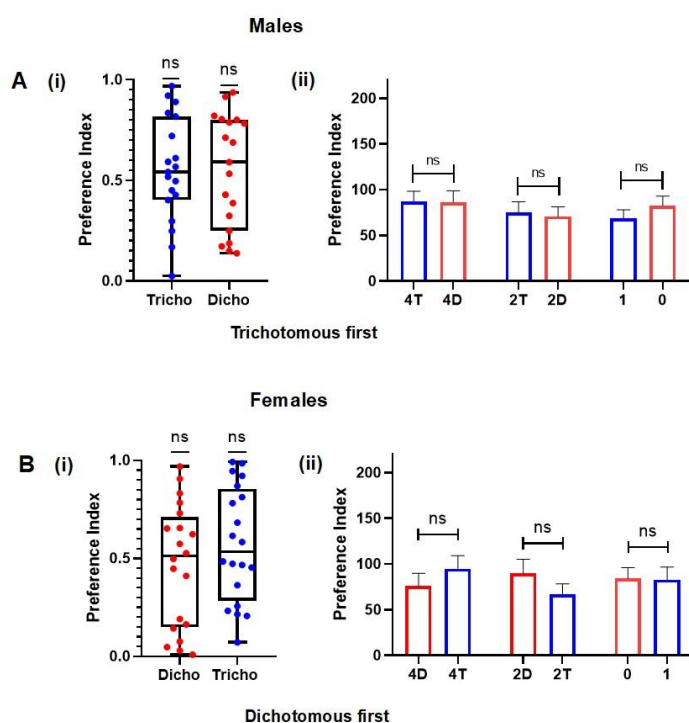 Males
A (i)
ns ns
Preference Index
1.0
0.5
0.0
Tricho Dicho
(ii)
Preference Index
200
150
100
50
0
ns ns ns
4T 4D 2T 2D 1 0
Trichotomous first
Females
B (i)
ns ns
Preference Index
1.0
0.5
0.0
Dicho Tricho
(ii)
Preference Index
200
150
100
50
0
ns ns ns
4D 4T 2D 2T 0 1
Dichotomous first